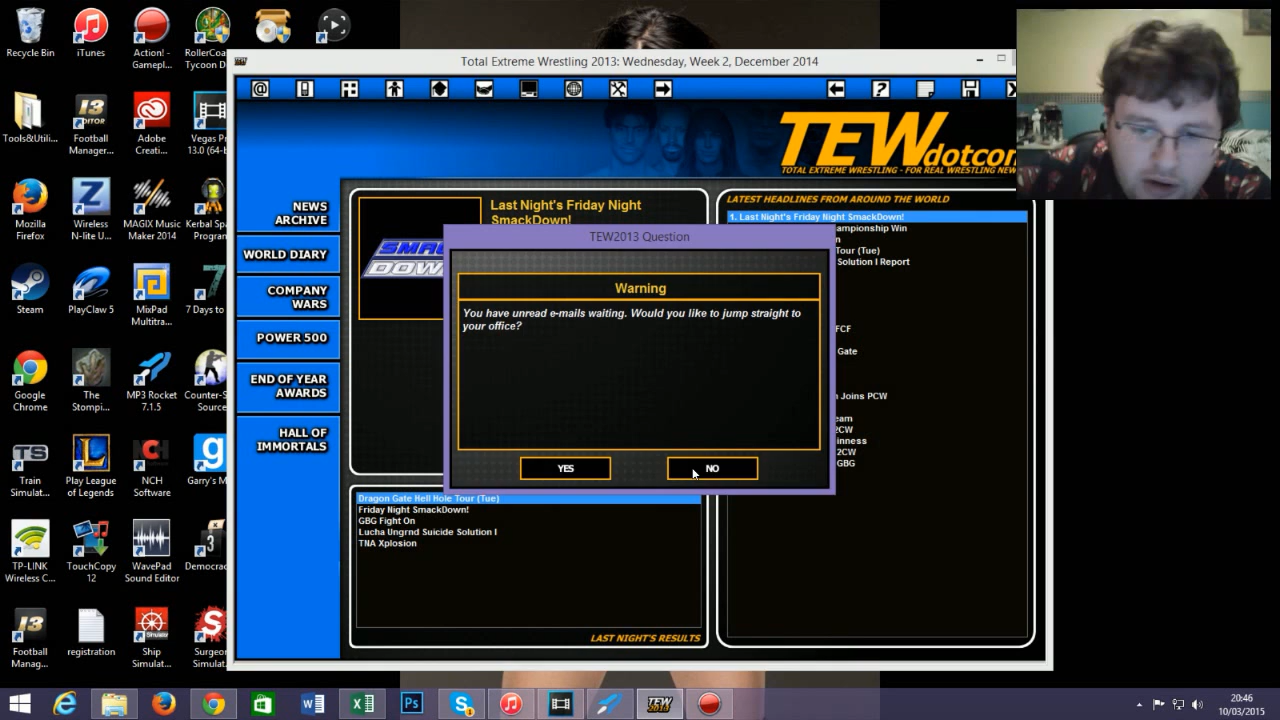 Recycle Bin
iTunes
Action! -
Gamepl...
RollerCoa
Tycoon D
Total Extreme Wrestling 2013: Wednesday, Week 2, December 2014
TEWdotcom
TOTAL EXTREME WRESTLING - FOR REAL WRESTLING NEW
Tools&Utili...
Football
Manager...
Adobe
Creati...
Vegas Pr
13.0 (64-b
NEWS
ARCHIVE
WORLD DIARY
COMPANY
WARS
POWER 500
END OF YEAR
AWARDS
HALL OF
IMMORTALS
Last Night's Friday Night
SmackDown!
SMAC
DOW
LATEST HEADLINES FROM AROUND THE WORLD
1. Last Night's Friday Night SmackDown!
ampionship Win
n
Tour (Tue)
Solution I Report
FCF
Gate
n Joins PCW
eam
2CW
inness
2CW
GBG
TEW2013 Question
Warning
You have unread e-mails waiting. Would you like to jump straight to
your office?
YES
NO
Dragon Gate Hell Hole Tour (Tue)
Friday Night SmackDown!
GBG Fight On
Lucha Ungrnd Suicide Solution I
TNA Xplosion
LAST NIGHT'S RESULTS
Mozilla
Firefox
Wireless
N-lite U...
MAGIX Music
Maker 2014
Kerbal Spa
Program
Steam
PlayClaw 5
MixPad
Multitra...
7 Days to
Google
Chrome
The
Stompi...
MP3 Rocket
7.1.5
Counter-S
Source
Train
Simulat...
Play League
of Legends
NCH
Software
Garry's M
TP-LINK
Wireless C...
TouchCopy
12
WavePad
Sound Editor
Democrac
Football
Manag...
registration
Ship
Simulat...
Surgeon
Simulat..
20:46
10/03/2015